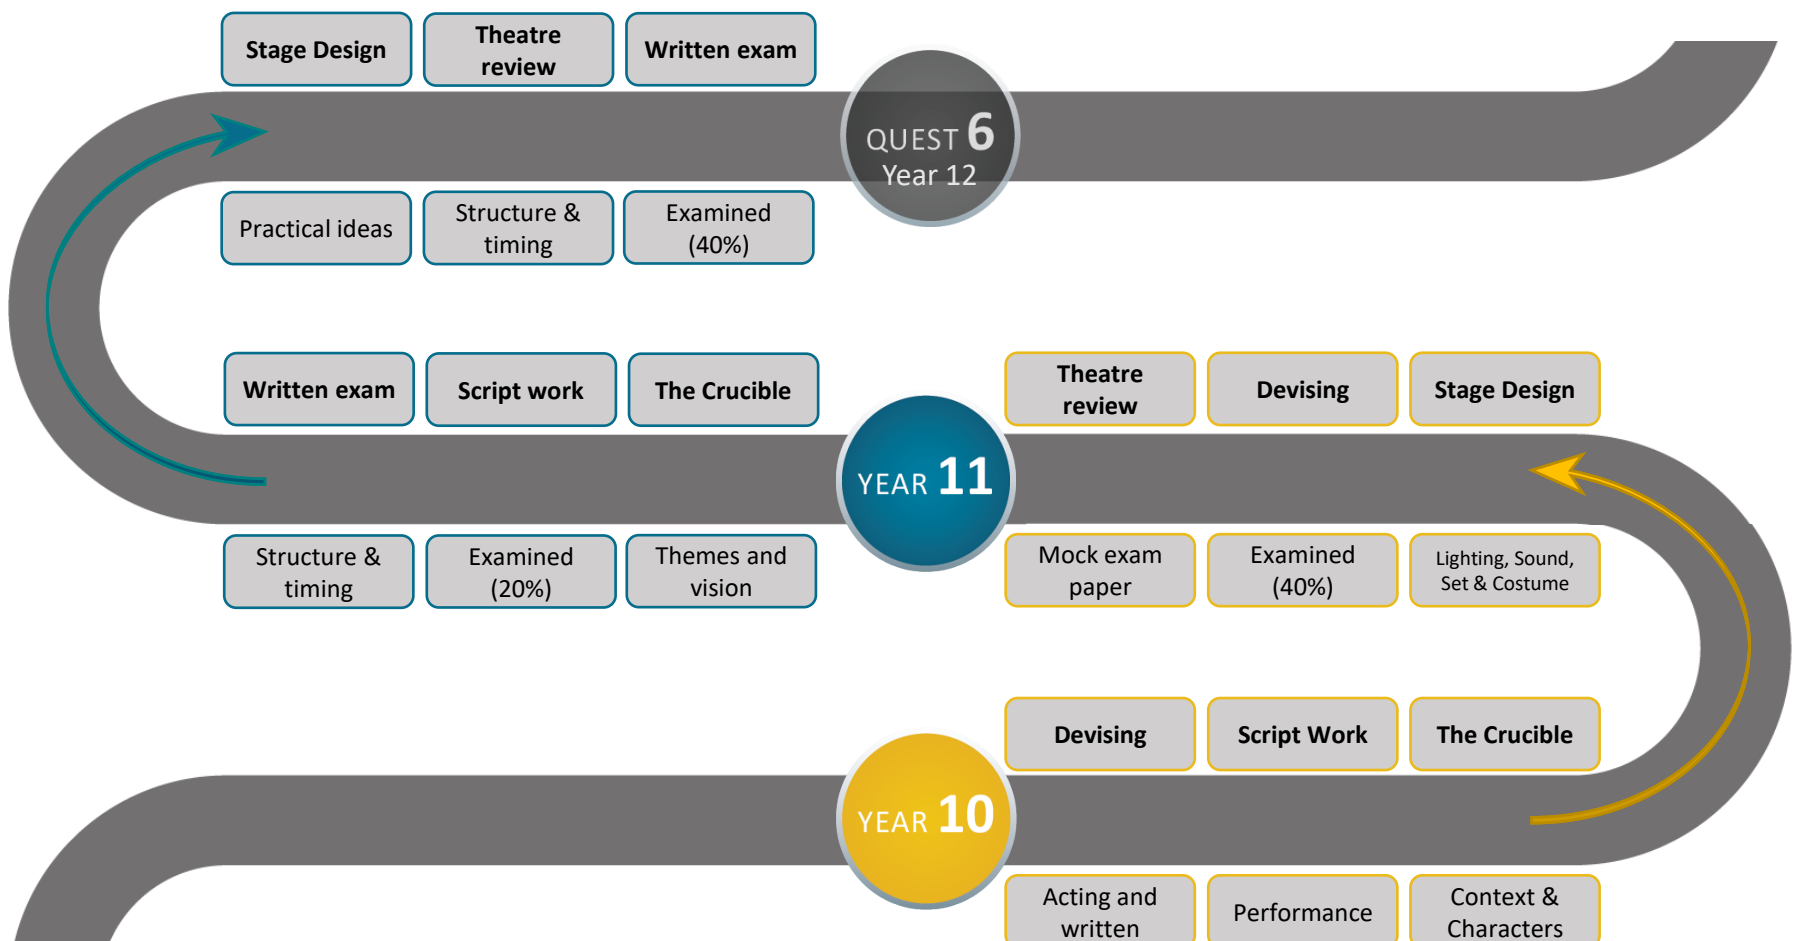 Stage Design
Theatre
review
Written exam
QUEST 6
Year 12
Practical ideas
Structure &
timing
Examined
(40%)
Written exam
Script work
The Crucible
YEAR 11
Theatre
review
Devising
Stage Design
Structure &
timing
Examined
(20%)
Themes and
vision
Mock exam
paper
Examined
(40%)
Lighting, Sound,
Set & Costume
YEAR 10
Devising
Script Work
The Crucible
Acting and
written
Performance
Context &
Characters